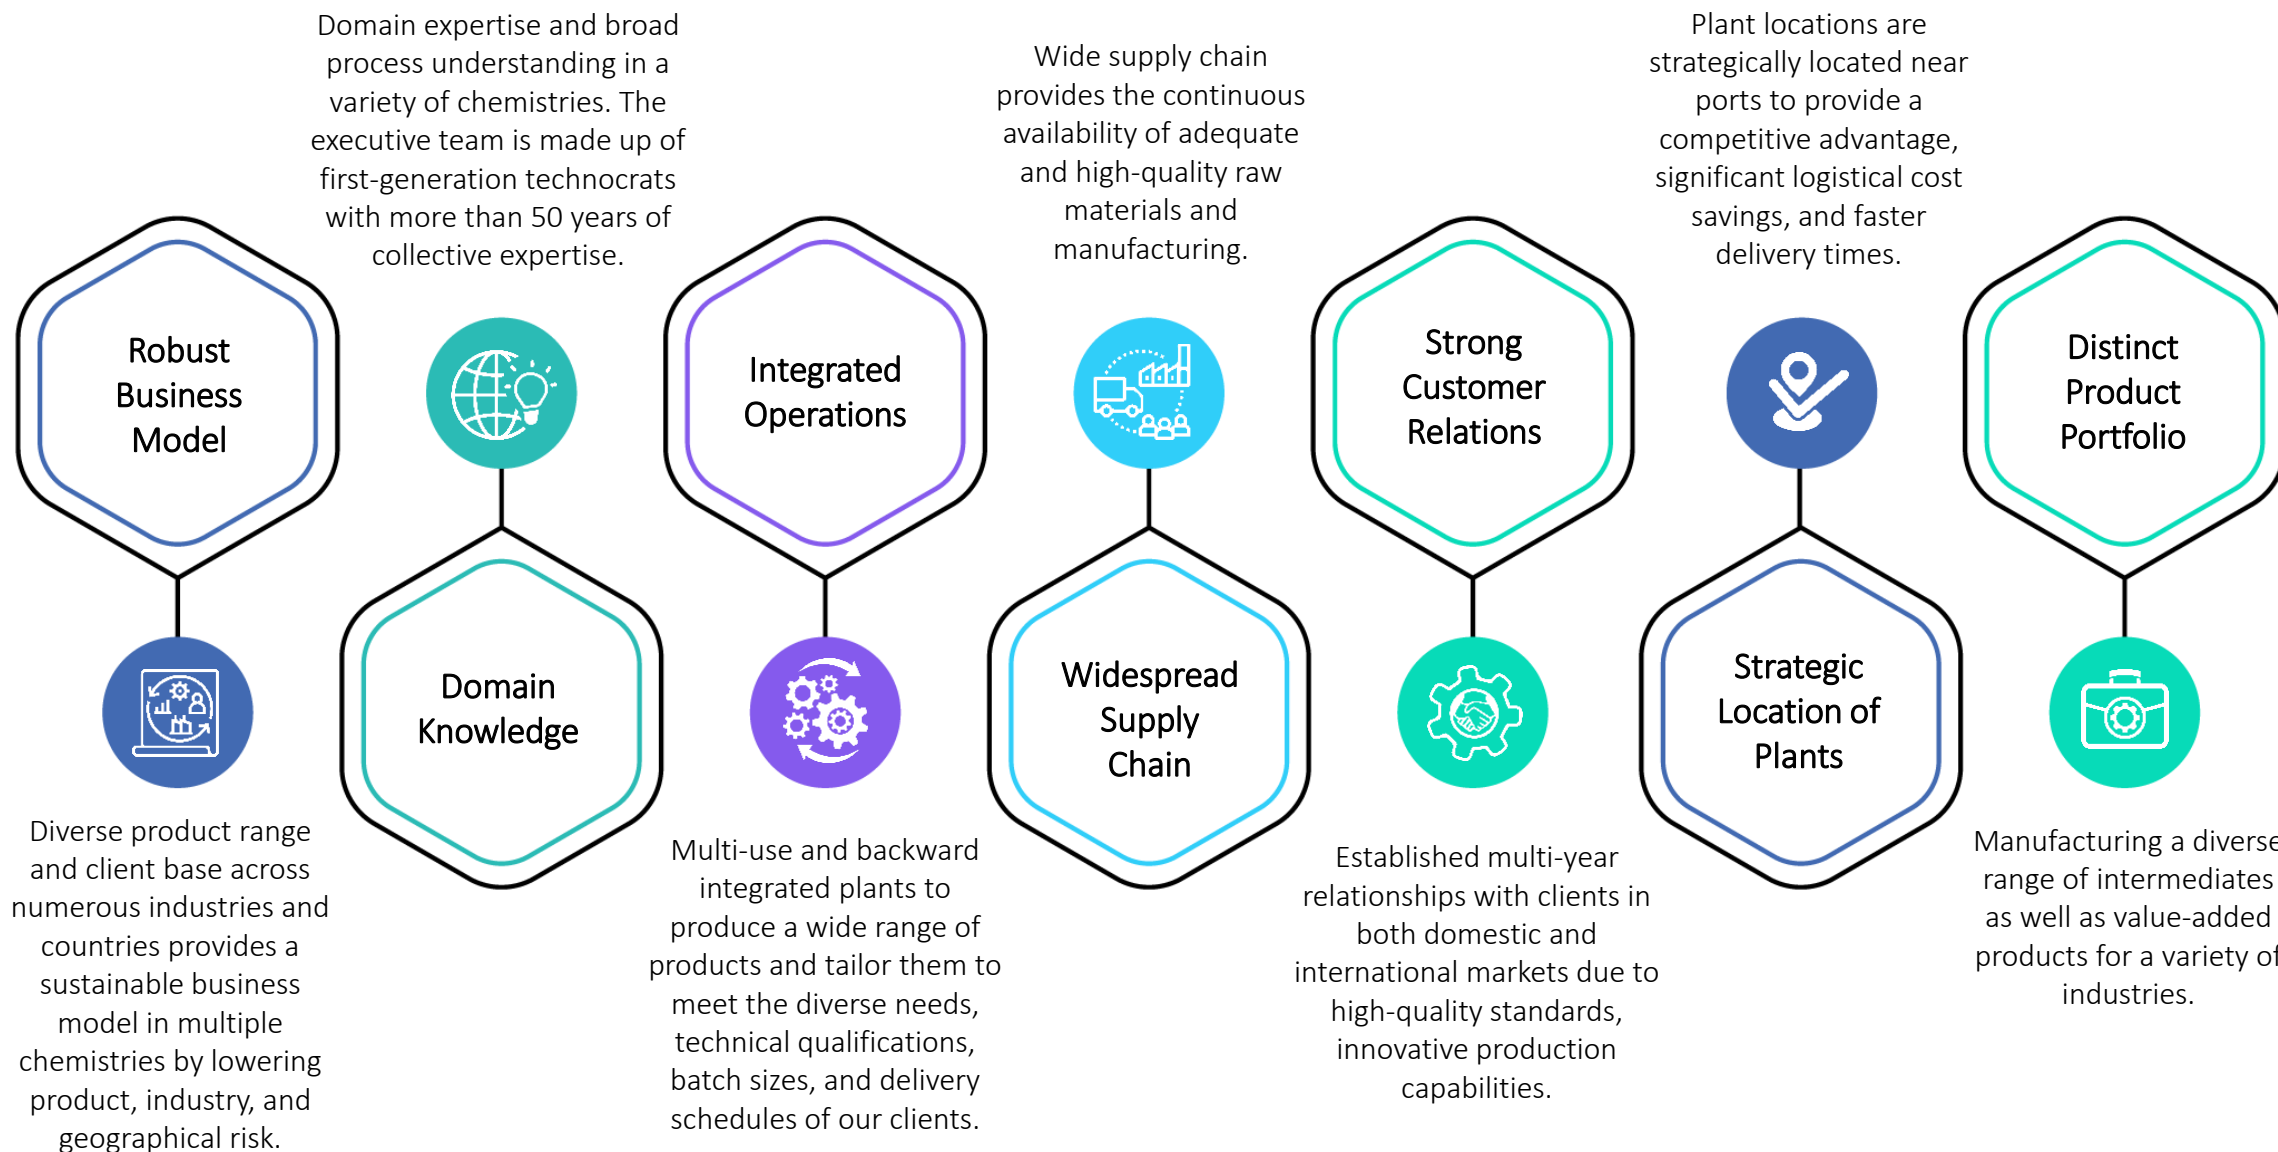 Robust
Business
Model
Diverse product range
and client base across
numerous industries and
countries provides a
sustainable business
model in multiple
chemistries by lowering
product, industry, and
geographical risk.
Domain expertise and broad
process understanding in a
variety of chemistries. The
executive team is made up of
first-generation technocrats
with more than 50 years of
collective expertise.
Domain
Knowledge
Integrated
Operations
Multi-use and backward
integrated plants to
produce a wide range of
products and tailor them to
meet the diverse needs,
technical qualifications,
batch sizes, and delivery
schedules of our clients.
Wide supply chain
provides the continuous
availability of adequate
and high-quality raw
materials and
manufacturing.
Widespread
Supply
Chain
Strong
Customer
Relations
Established multi-year
relationships with clients in
both domestic and
international markets due to
high-quality standards,
innovative production
capabilities.
Plant locations are
strategically located near
ports to provide a
competitive advantage,
significant logistical cost
savings, and faster
delivery times.
Strategic
Location of
Plants
Distinct
Product
Portfolio
Manufacturing a diverse
range of intermediates
as well as value-added
products for a variety of
industries.